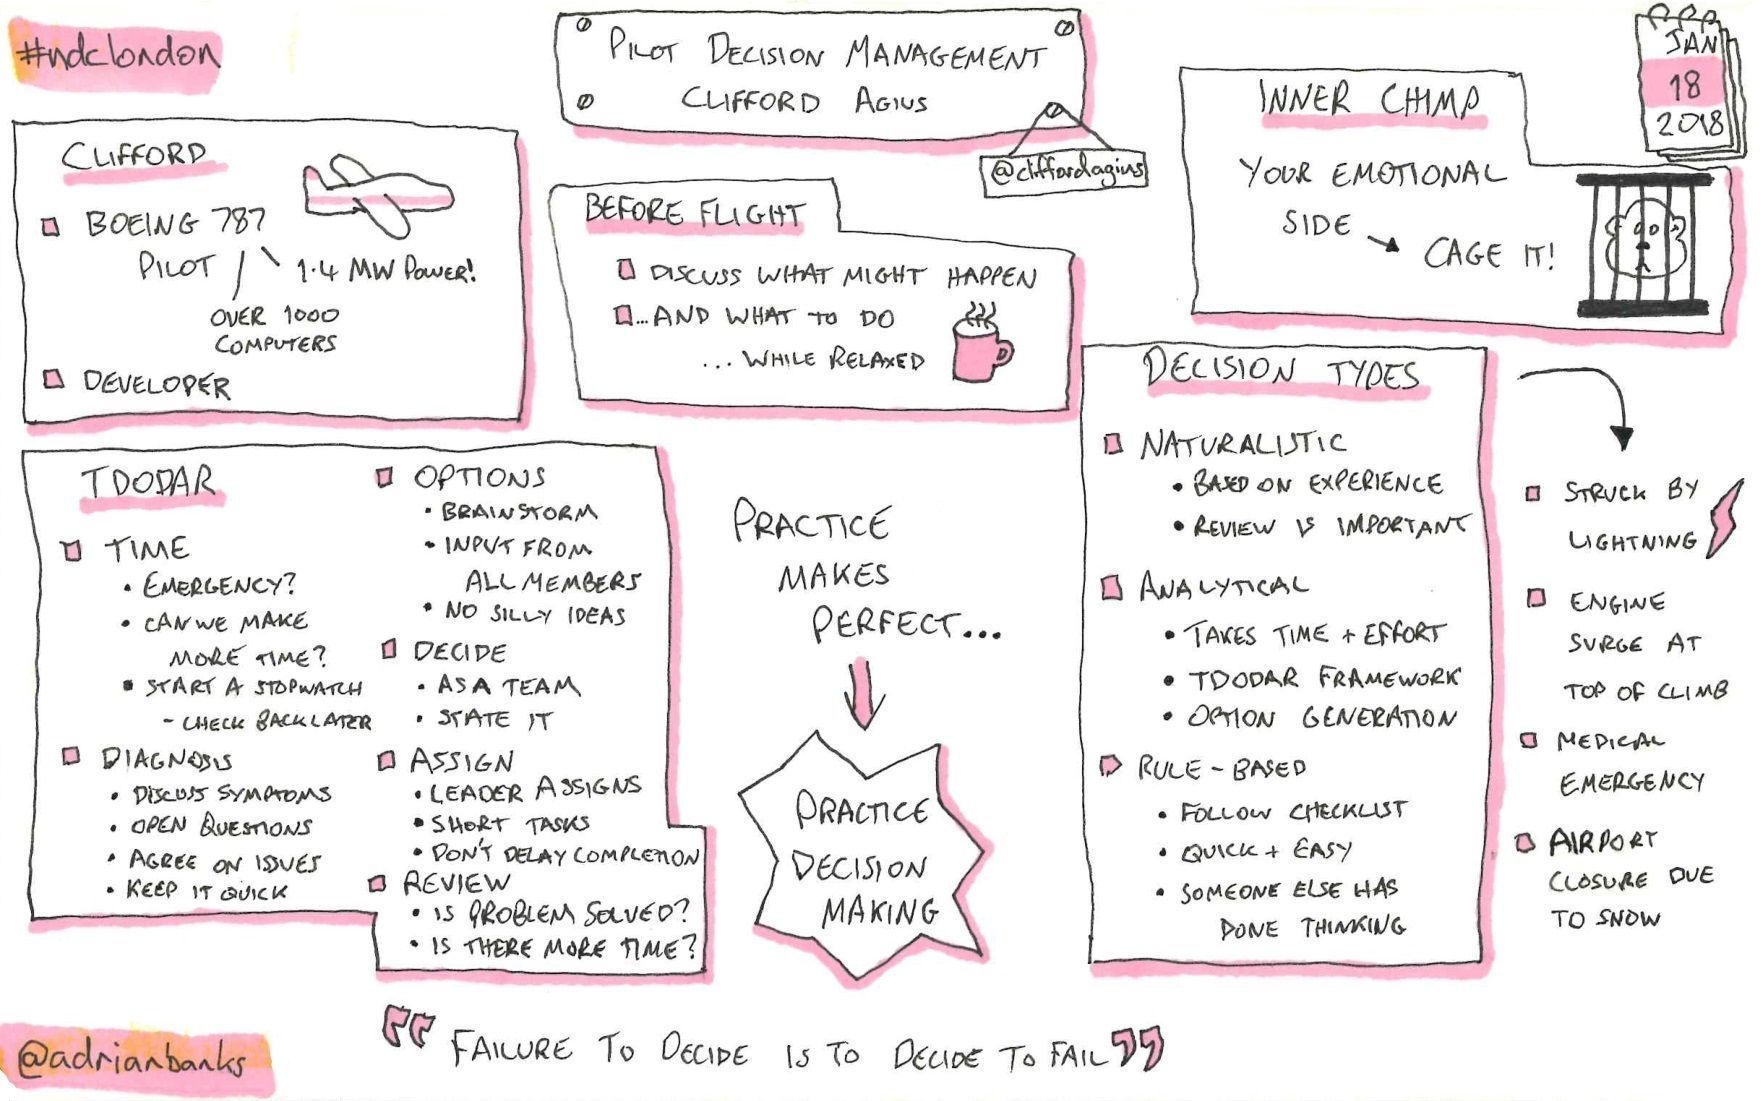 #ndclondon
PILOT DECISION MANAGEMENT
CLIFFORD AGIUS
@cliffordagius
JAN
18
2018
CLIFFORD
BOEING 787
PILOT
1.4 MW POWER!
OVER 1000
COMPUTERS
DEVELOPER
BEFORE FLIGHT
DISCUSS WHAT MIGHT HAPPEN
...AND WHAT TO DO
... WHILE RELAXED
INNER CHIMP
YOUR EMOTIONAL
SIDE
CAGE IT!
TDODAR
TIME
• EMERGENCY?
• CAN WE MAKE
MORE TIME?
• START A STOPWATCH
- CHECK BACK LATER
DIAGNOSIS
• DISCUSS SYMPTOMS
• OPEN QUESTIONS
• AGREE ON ISSUES
• KEEP IT QUICK
OPTIONS
• BRAINSTORM
• INPUT FROM
ALL MEMBERS
• NO SILLY IDEAS
DECIDE
• AS A TEAM
• STATE IT
ASSIGN
• LEADER ASSIGNS
• SHORT TASKS
• DON'T DELAY COMPLETION
REVIEW
• IS PROBLEM SOLVED?
• IS THERE MORE TIME?
PRACTICE
MAKES
PERFECT...
PRACTICE
DECISION
MAKING
DECISION TYPES
NATURALISTIC
• BASED ON EXPERIENCE
• REVIEW IS IMPORTANT
ANALYTICAL
• TAKES TIME + EFFORT
• TDODAR FRAMEWORK
• OPTION GENERATION
RULE-BASED
• FOLLOW CHECKLIST
• QUICK + EASY
• SOMEONE ELSE HAS
DONE THINKING
STRUCK BY
LIGHTNING
ENGINE
SURGE AT
TOP OF CLIMB
MEDICAL
EMERGENCY
AIRPORT
CLOSURE DUE
TO SNOW
"FAILURE TO DECIDE IS TO DECIDE TO FAIL"
@adrianbanks